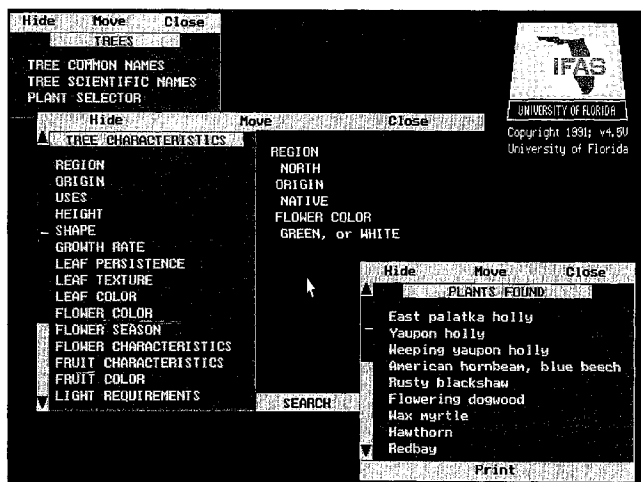 Hide Move Close
TREES
TREE COMMON NAMES
TREE SCIENTIFIC NAMES
PLANT SELECTOR
IFAS
UNIVERSITY OF FLORIDA
Copyright 1991; v4.5U
University of Florida
Hide Move Close
TREE CHARACTERISTICS
REGION
ORIGIN
USES
HEIGHT
SHAPE
GROWTH RATE
LEAF PERSISTENCE
LEAF TEXTURE
LEAF COLOR
FLOWER COLOR
FLOWER SEASON
FLOWER CHARACTERISTICS
FRUIT CHARACTERISTICS
FRUIT COLOR
LIGHT REQUIREMENTS
REGION
NORTH
ORIGIN
NATIVE
FLOWER COLOR
GREEN, or WHITE
SEARCH
Hide Move Close
PLANTS FOUND
East palatka holly
Yaupon holly
Weeping yaupon holly
American hornbeam, blue beech
Rusty blackshaw
Flowering dogwood
Wax myrtle
Hawthorn
Redbay
Print